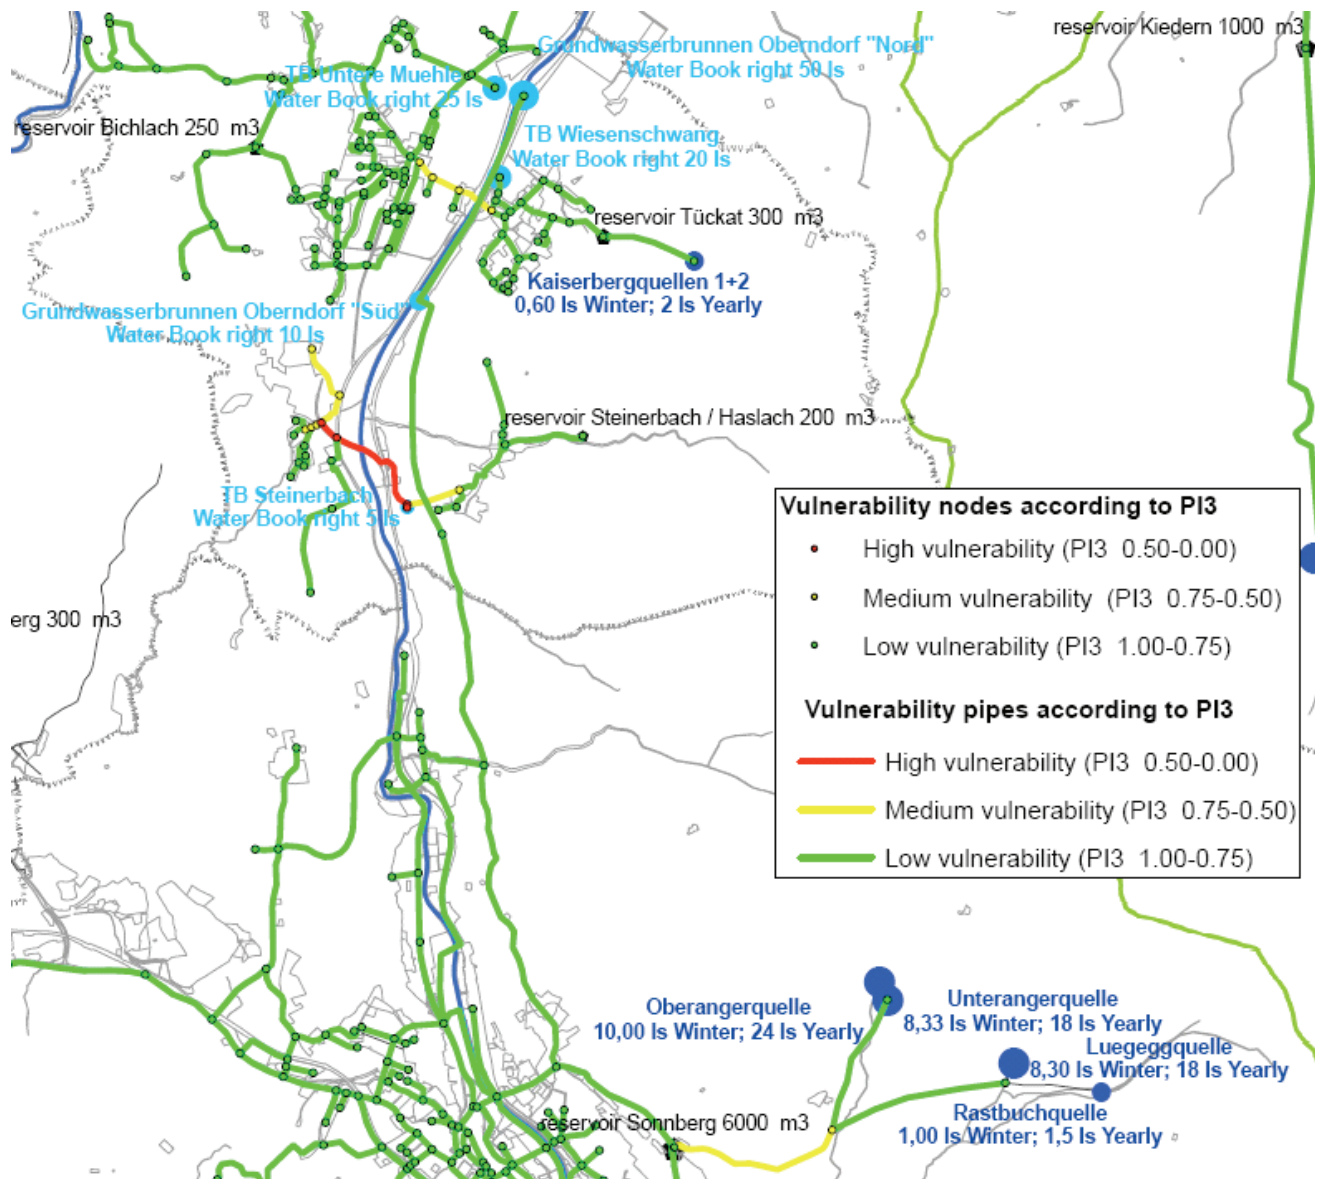 reservoir Kiedern 1000 m3
Grundwasserbrunnen Oberndorf "Nord"
Water Book right 50 ls
TB Untere Muehle
Water Book right 25 ls
reservoir Bichlach 250 m3
TB Wiesenschwang
Water Book right 20 ls
reservoir Tückat 300 m3
Kaiserbergquellen 1+2
0,60 ls Winter; 2 ls Yearly
Grundwasserbrunnen Oberndorf "Süd"
Water Book right 10 ls
reservoir Steinerbach / Haslach 200 m3
TB Steinerbach
Water Book right 5 ls
erg 300 m3
Vulnerability nodes according to PI3
High vulnerability (PI3 0.50-0.00)
Medium vulnerability (PI3 0.75-0.50)
Low vulnerability (PI3 1.00-0.75)
Vulnerability pipes according to PI3
High vulnerability (PI3 0.50-0.00)
Medium vulnerability (PI3 0.75-0.50)
Low vulnerability (PI3 1.00-0.75)
Oberangerquelle
10,00 ls Winter; 24 ls Yearly
Unterangerquelle
8,33 ls Winter; 18 ls Yearly
Luegeggquelle
8,30 ls Winter; 18 ls Yearly
Rastbuchquelle
1,00 ls Winter; 1,5 ls Yearly
reservoir Sonnberg 6000 m3